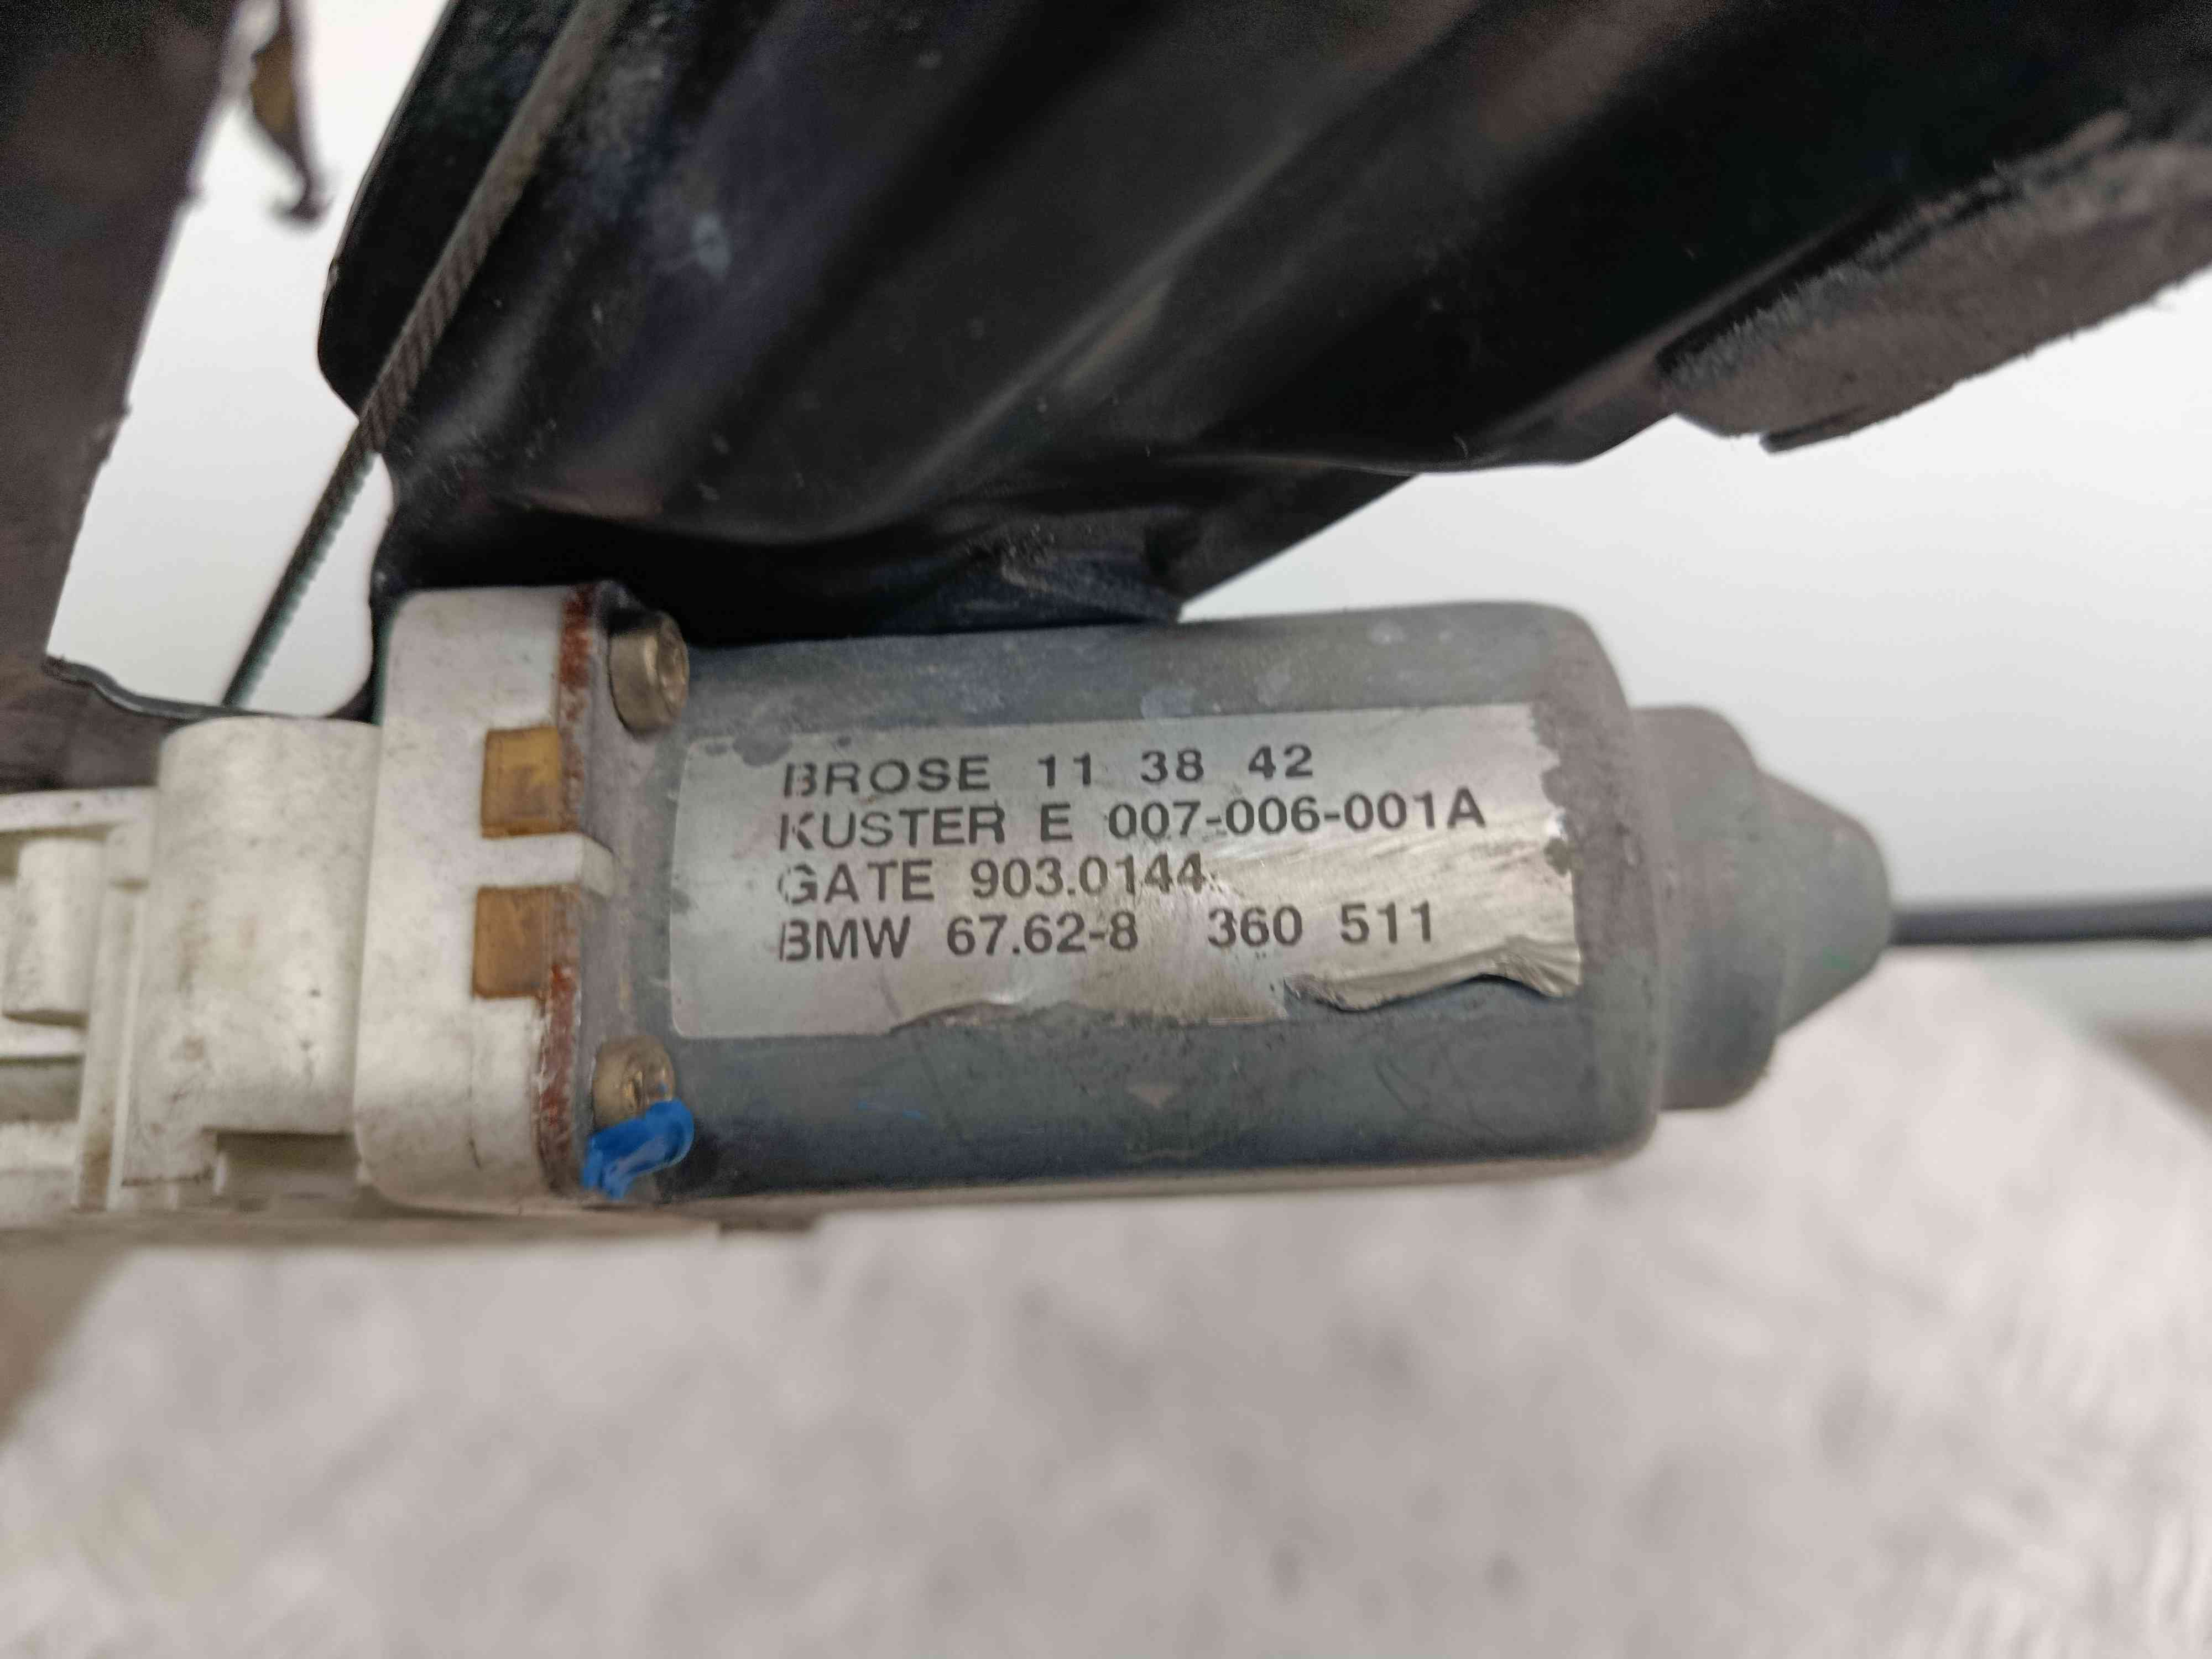 BROSE 11 38 42
KUSTER E 007-006-001A
GATE 903.0144
BMW 67.62-8 360 511